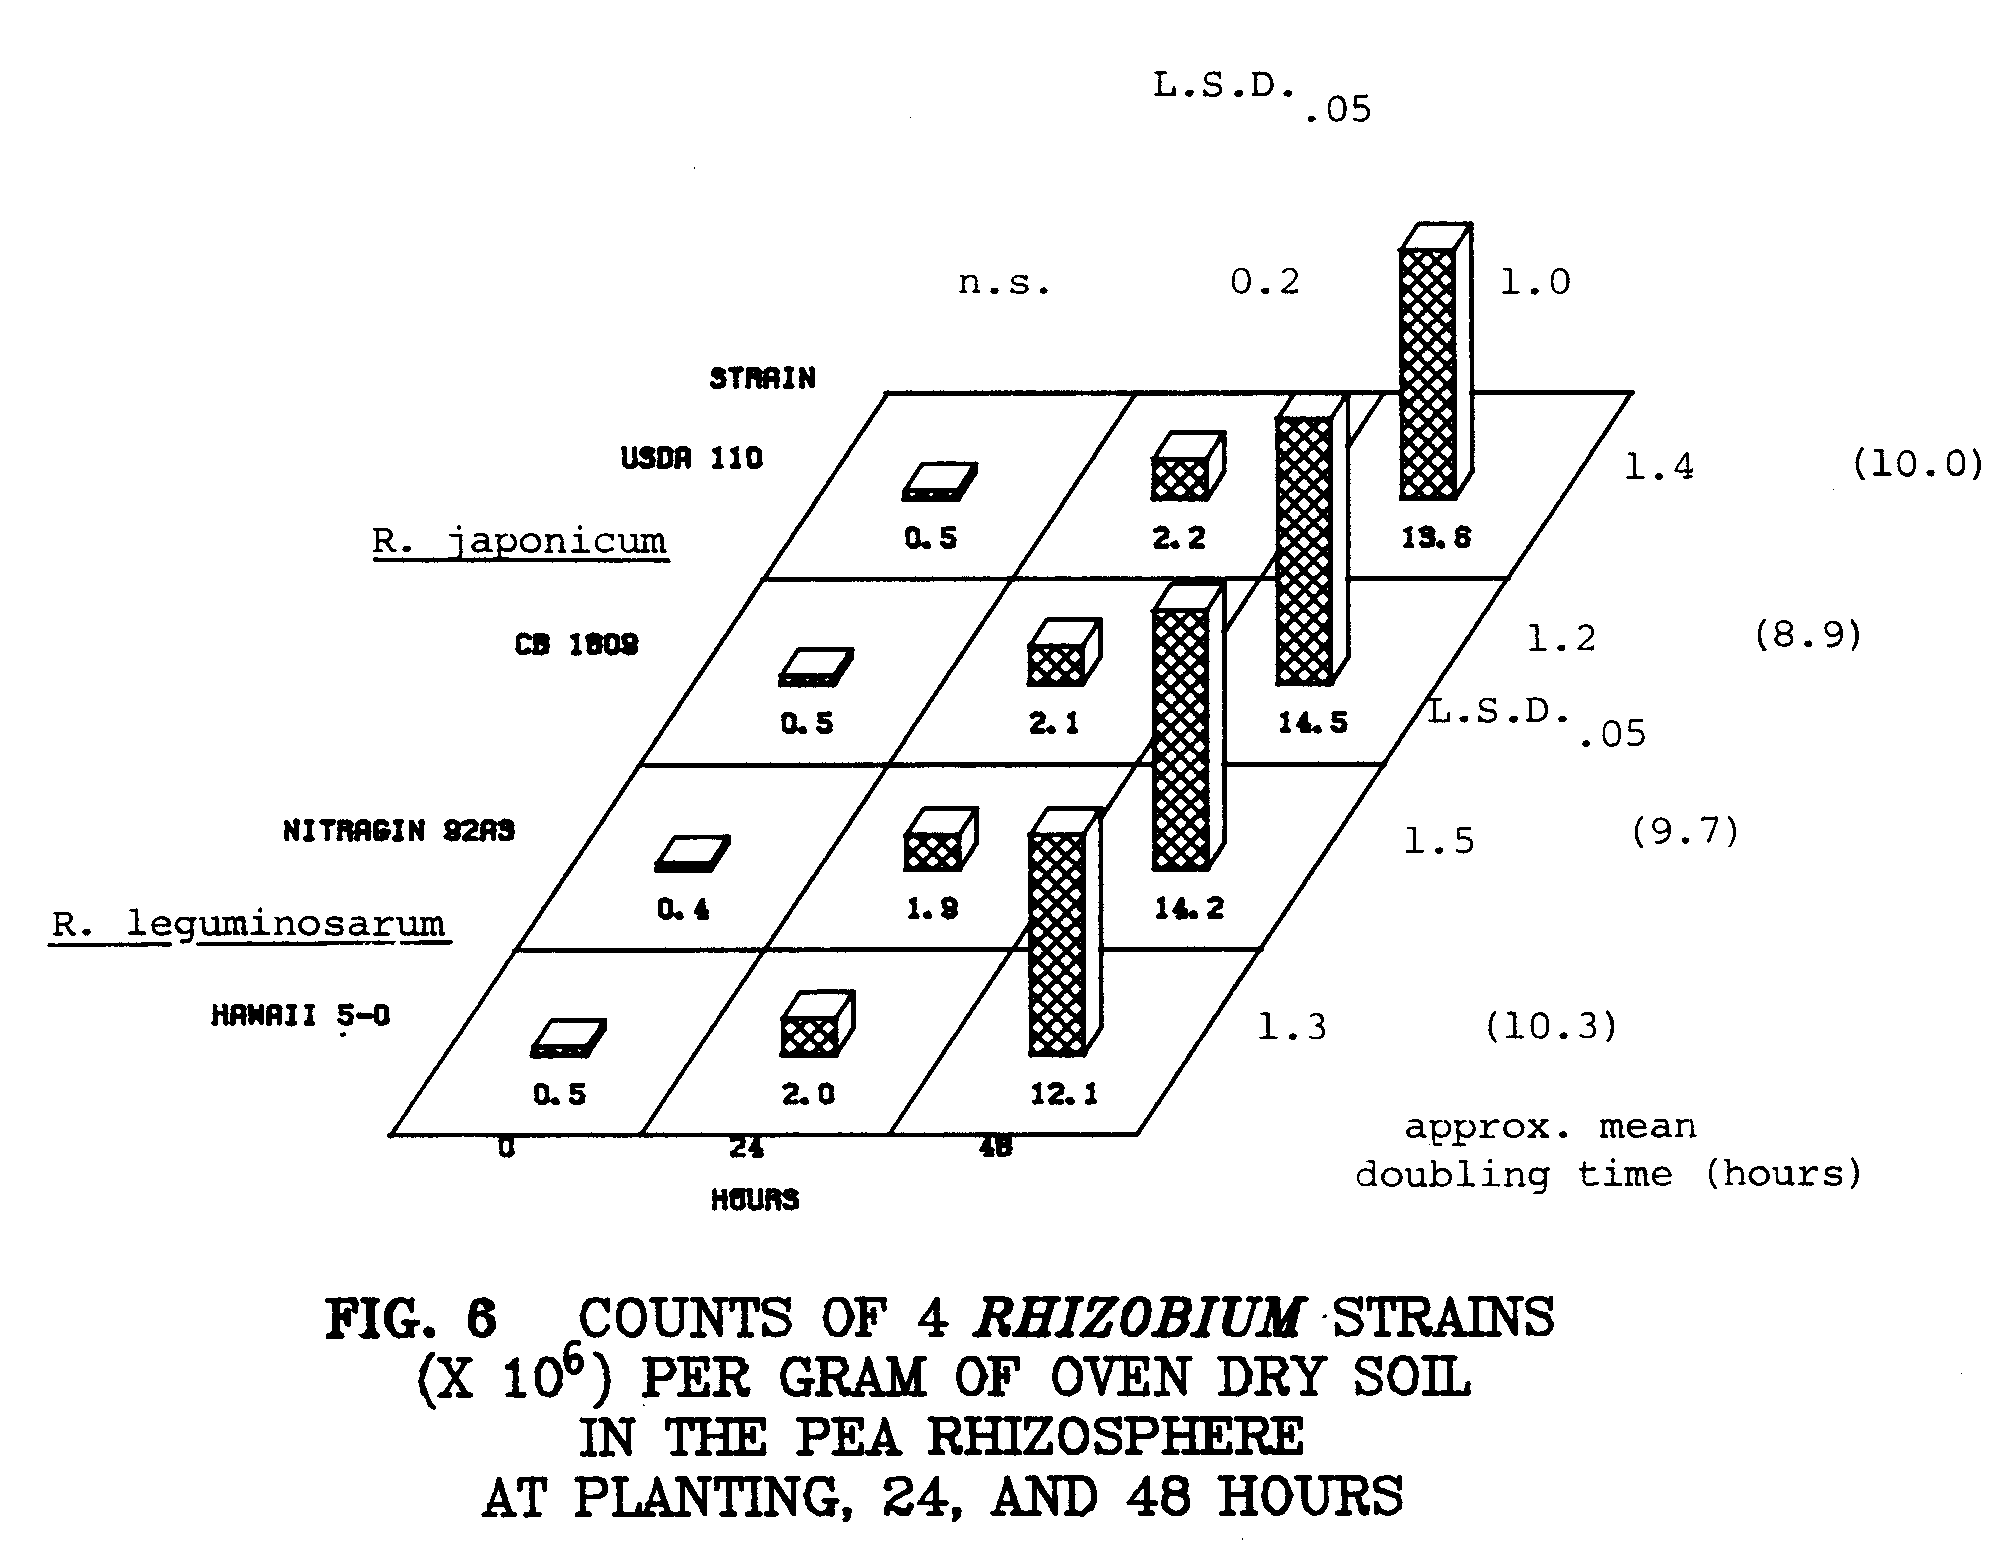 L.S.D. .05
n.s. 0.2 1.0
STRAIN
USDA 110 1.4 (10.0)
0.5 2.2 13.6
R. japonicum
CB 1809 1.2 (8.9)
0.5 2.1 14.5
L.S.D. .05
NITRAGIN 92A3 1.5 (9.7)
0.4 1.9 14.2
R. leguminosarum
HAWAII 5-0 1.3 (10.3)
0.5 2.0 12.1
0 24 48
HOURS
approx. mean
doubling time (hours)
FIG. 6 COUNTS OF 4 RHIZOBIUM STRAINS
(X 10⁶) PER GRAM OF OVEN DRY SOIL
IN THE PEA RHIZOSPHERE
AT PLANTING, 24, AND 48 HOURS